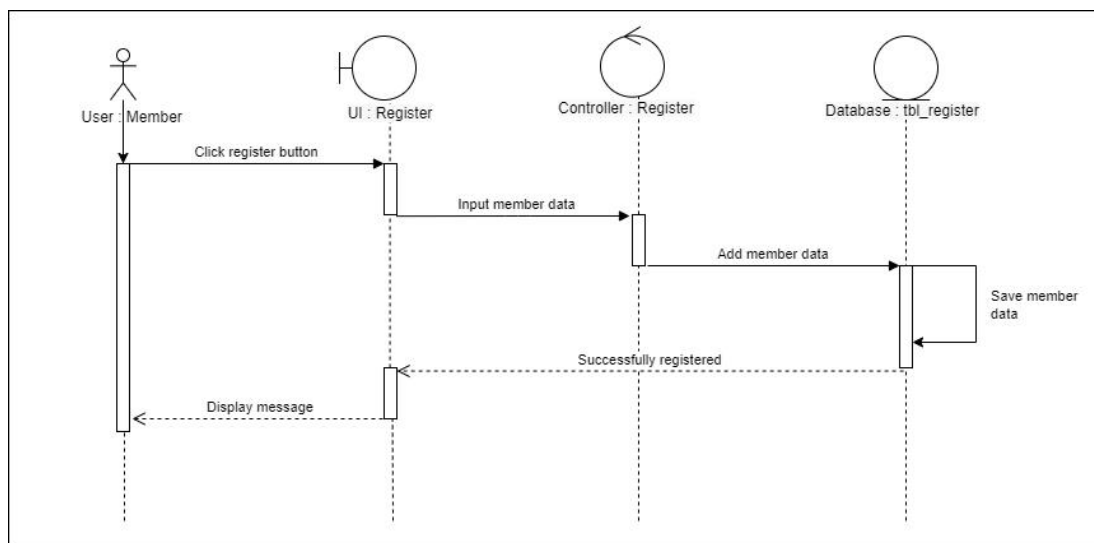 User : Member
UI : Register
Controller : Register
Database : tbl_register
Click register button
Input member data
Add member data
Save member
data
Successfully registered
Display message